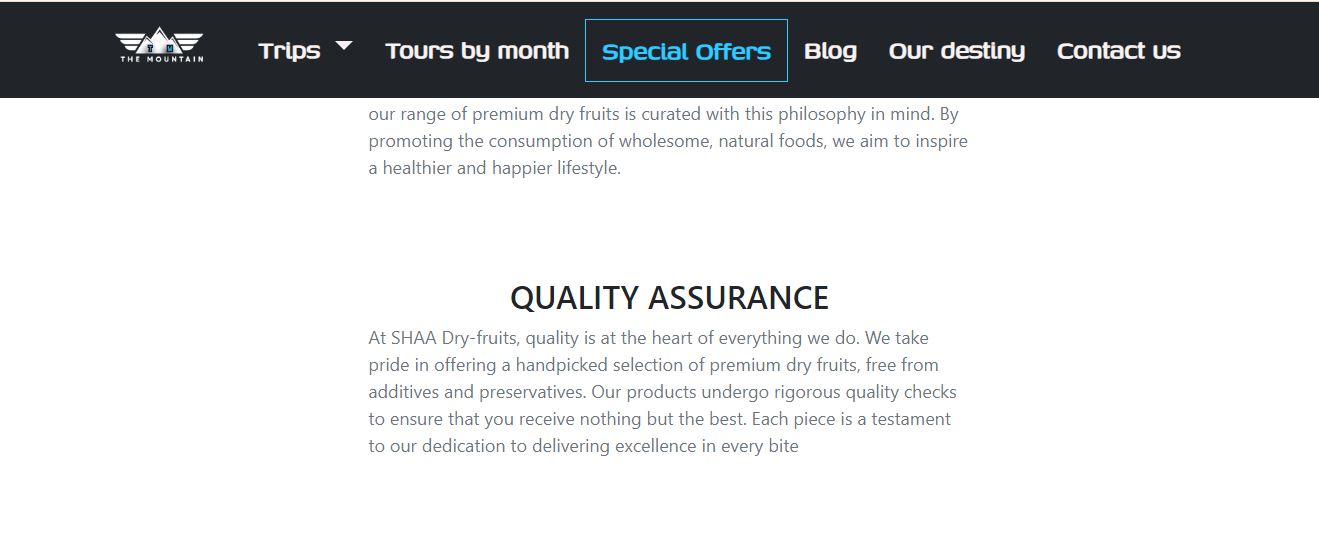 T M
THE MOUNTAIN
Trips
Tours by month
Special Offers
Blog
Our destiny
Contact us
our range of premium dry fruits is curated with this philosophy in mind. By
promoting the consumption of wholesome, natural foods, we aim to inspire
a healthier and happier lifestyle.
QUALITY ASSURANCE
At SHAA Dry-fruits, quality is at the heart of everything we do. We take
pride in offering a handpicked selection of premium dry fruits, free from
additives and preservatives. Our products undergo rigorous quality checks
to ensure that you receive nothing but the best. Each piece is a testament
to our dedication to delivering excellence in every bite